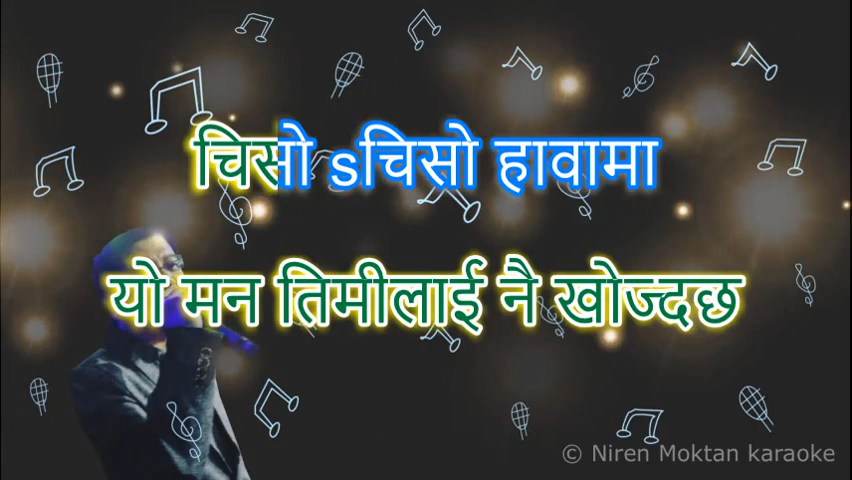 चिसो sचिसो हावामा
यो मन तिमीलाई नै खोज्दछ
© Niren Moktan karaoke